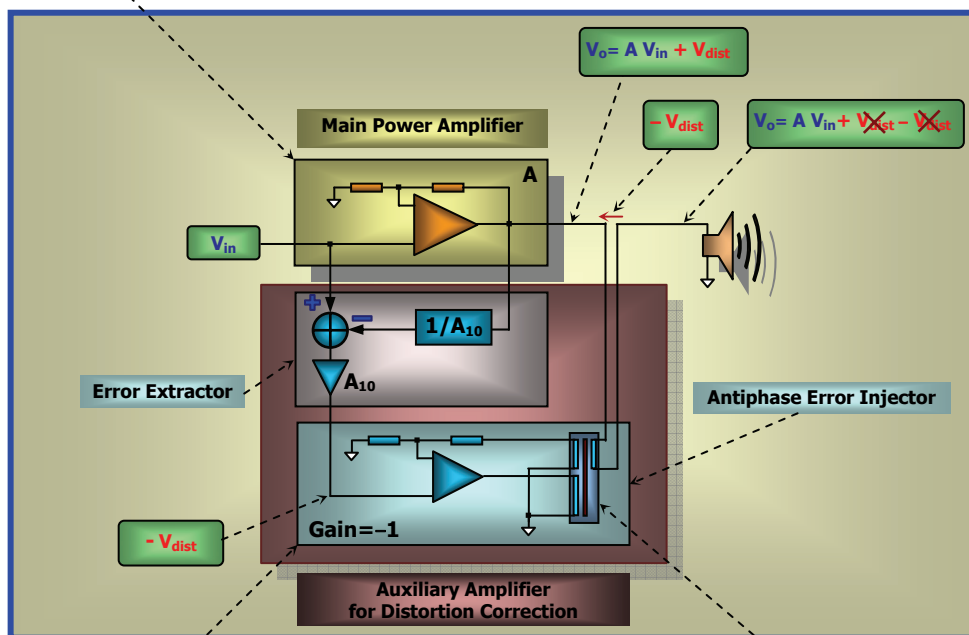 Vo= A Vin + Vdist
– Vdist
Vo= A Vin + Vdist – Vdist
Main Power Amplifier
A
Vin
+
–
1/A10
A10
Error Extractor
Antiphase Error Injector
Gain=–1
- Vdist
Auxiliary Amplifier
for Distortion Correction